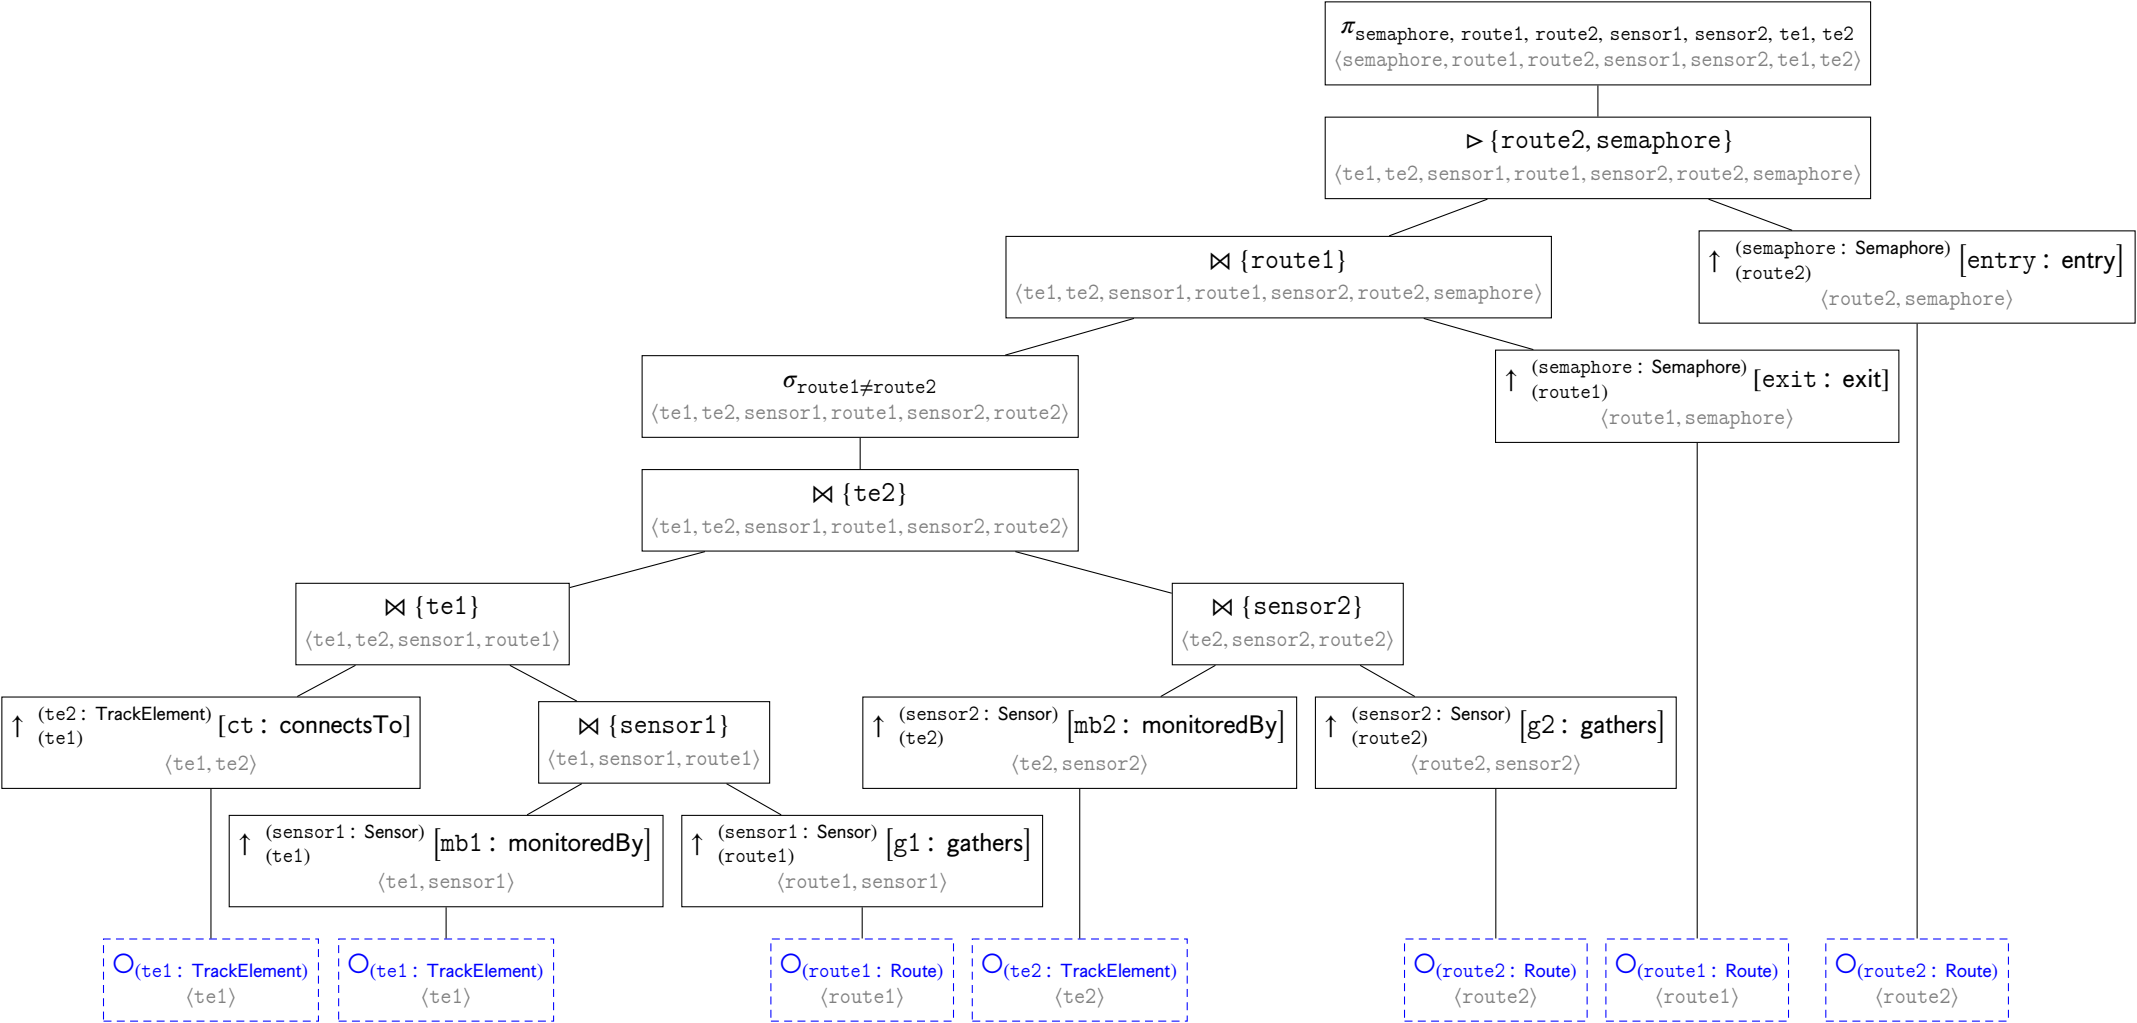 π semaphore, route1, route2, sensor1, sensor2, te1, te2
⟨semaphore, route1, route2, sensor1, sensor2, te1, te2⟩
▷ {route2, semaphore}
⟨te1, te2, sensor1, route1, sensor2, route2, semaphore⟩
⋈ {route1}
⟨te1, te2, sensor1, route1, sensor2, route2, semaphore⟩
↑ (semaphore: Semaphore) (route2) [entry: entry]
⟨route2, semaphore⟩
σ route1≠route2
⟨te1, te2, sensor1, route1, sensor2, route2⟩
↑ (semaphore: Semaphore) (route1) [exit: exit]
⟨route1, semaphore⟩
⋈ {te2}
⟨te1, te2, sensor1, route1, sensor2, route2⟩
⋈ {te1}
⟨te1, te2, sensor1, route1⟩
⋈ {sensor2}
⟨te2, sensor2, route2⟩
↑ (te2: TrackElement) (te1) [ct: connectsTo]
⟨te1, te2⟩
⋈ {sensor1}
⟨te1, sensor1, route1⟩
↑ (sensor2: Sensor) (te2) [mb2: monitoredBy]
⟨te2, sensor2⟩
↑ (sensor2: Sensor) (route2) [g2: gathers]
⟨route2, sensor2⟩
↑ (sensor1: Sensor) (te1) [mb1: monitoredBy]
⟨te1, sensor1⟩
↑ (sensor1: Sensor) (route1) [g1: gathers]
⟨route1, sensor1⟩
○(te1: TrackElement)
⟨te1⟩
○(te1: TrackElement)
⟨te1⟩
○(route1: Route)
⟨route1⟩
○(te2: TrackElement)
⟨te2⟩
○(route2: Route)
⟨route2⟩
○(route1: Route)
⟨route1⟩
○(route2: Route)
⟨route2⟩